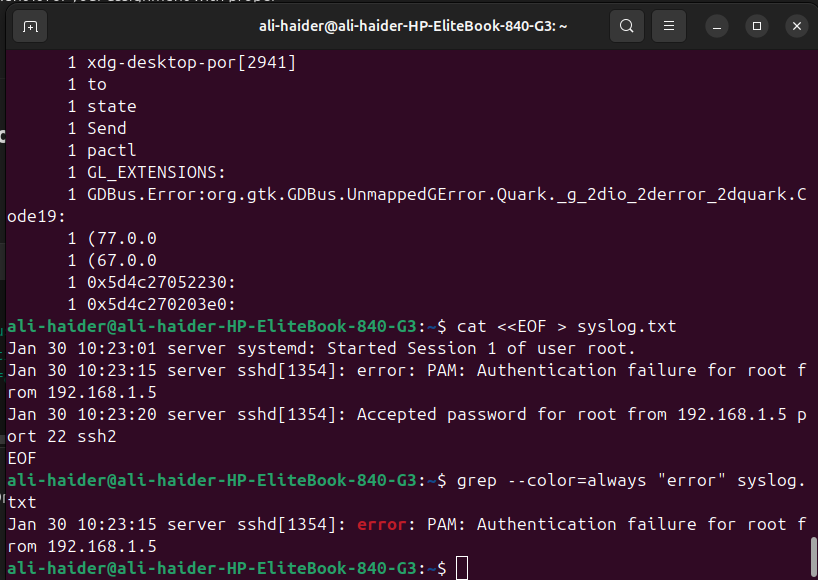 ali-haider@ali-haider-HP-EliteBook-840-G3: ~
1 xdg-desktop-por[2941]
1 to
1 state
1 Send
1 pactl
1 GL_EXTENSIONS:
1 GDBus.Error:org.gtk.GDBus.UnmappedGError.Quark._g_2dio_2derror_2dquark.C
ode19:
1 (77.0.0
1 (67.0.0
1 0x5d4c27052230:
1 0x5d4c270203e0:
ali-haider@ali-haider-HP-EliteBook-840-G3:~$ cat <<EOF > syslog.txt
Jan 30 10:23:01 server systemd: Started Session 1 of user root.
Jan 30 10:23:15 server sshd[1354]: error: PAM: Authentication failure for root f
rom 192.168.1.5
Jan 30 10:23:20 server sshd[1354]: Accepted password for root from 192.168.1.5 p
ort 22 ssh2
EOF
ali-haider@ali-haider-HP-EliteBook-840-G3:~$ grep --color=always "error" syslog.
txt
Jan 30 10:23:15 server sshd[1354]: error: PAM: Authentication failure for root f
rom 192.168.1.5
ali-haider@ali-haider-HP-EliteBook-840-G3:~$